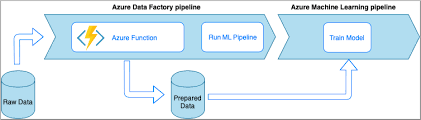 Azure Data Factory pipeline
Azure Machine Learning pipeline
Azure Function
Run ML Pipeline
Train Model
Raw Data
Prepared
Data